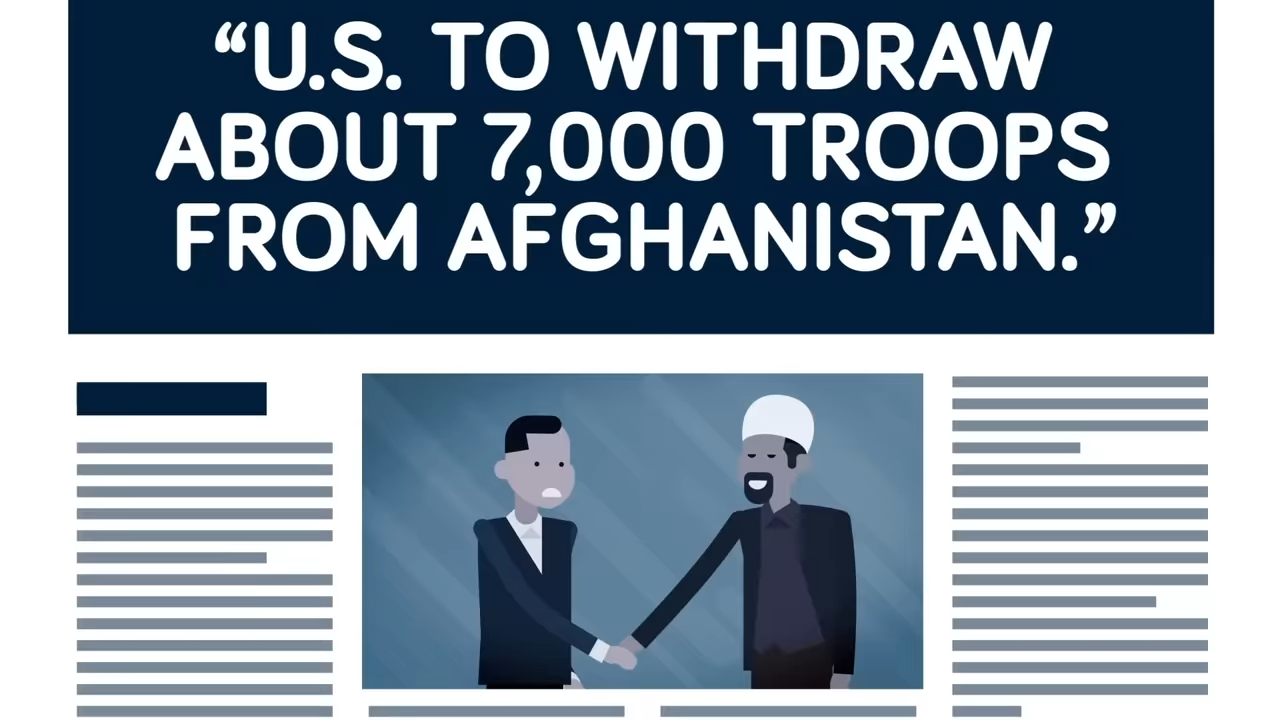 “U.S. TO WITHDRAW
ABOUT 7,000 TROOPS
FROM AFGHANISTAN.”